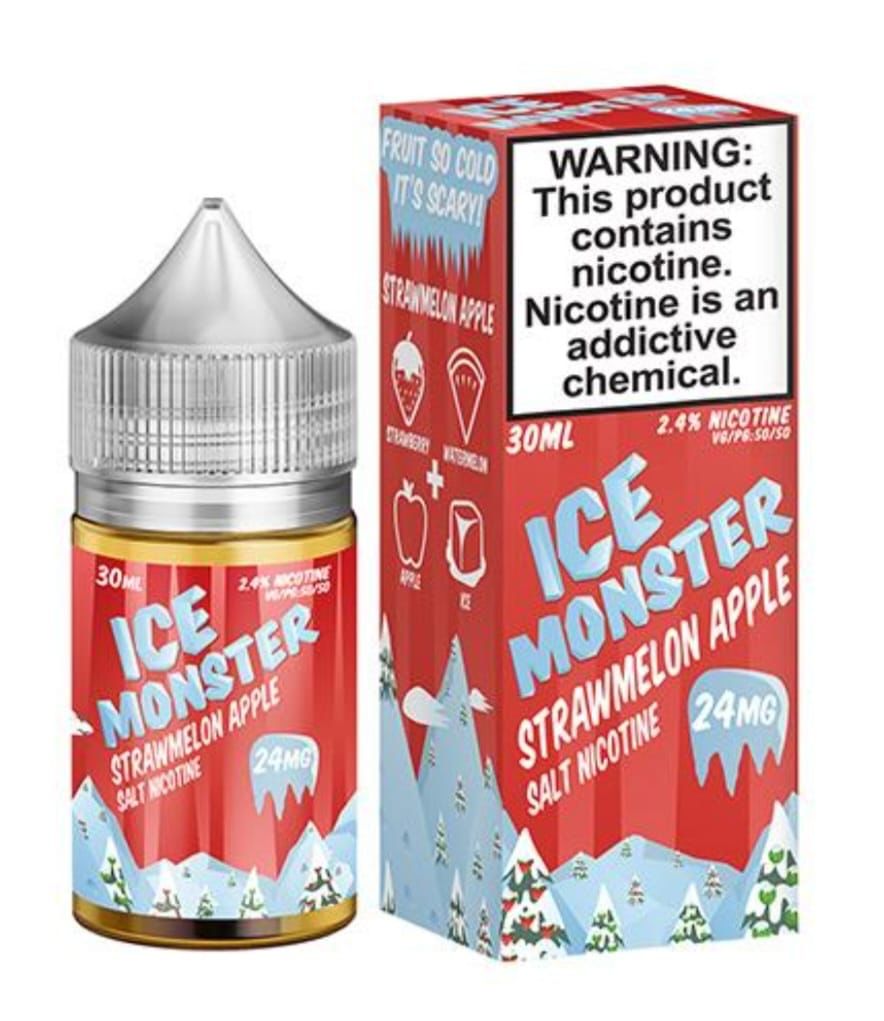 ICE
MONSTER
FRUIT SO COLD
IT'S SCARY!
STRAWMELON APPLE
STRAWBERRY
WATERMELON
+
APPLE
ICE
WARNING:
This product
contains
nicotine.
Nicotine is an
addictive
chemical.
30ML
2.4% NICOTINE
VG/PG:50/50
ICE
MONSTER
STRAWMELON APPLE
SALT NICOTINE
24MG
30ML
2.4% NICOTINE
VG/PG:50/50
ICE
MONSTER
STRAWMELON APPLE
SALT NICOTINE
24MG